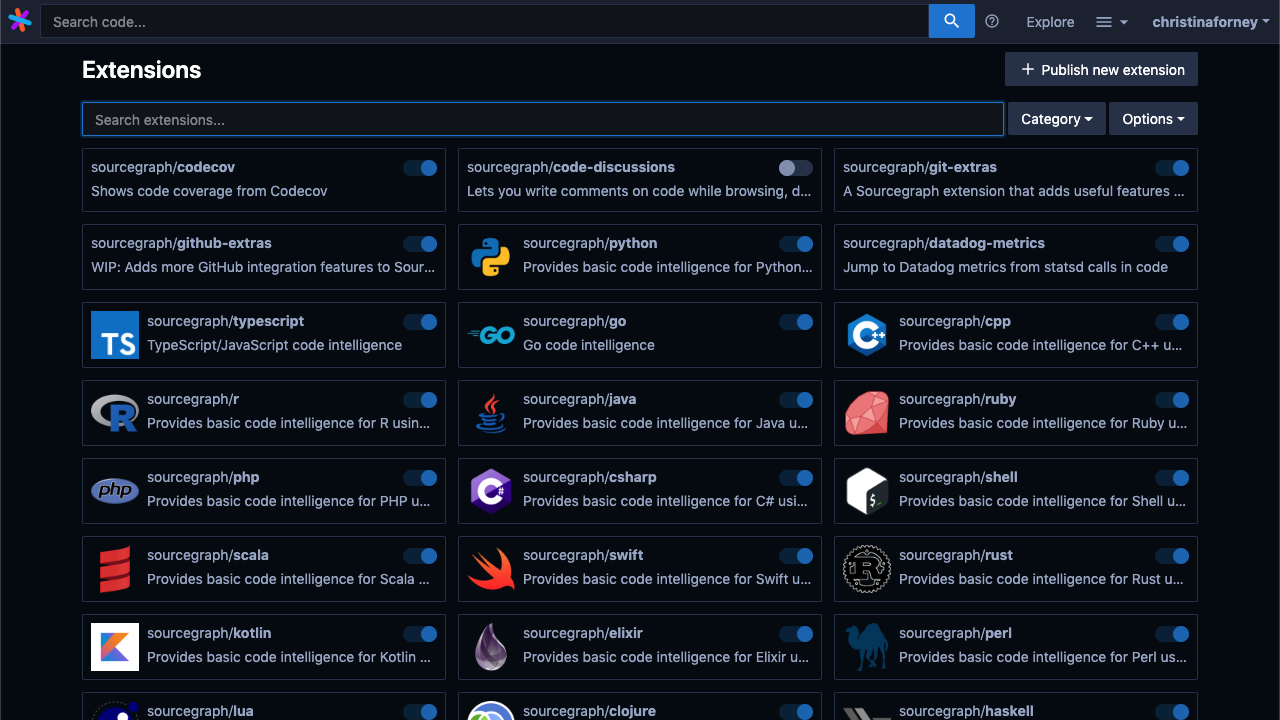 Search code...
Explore
christinaforney
Extensions
Publish new extension
Search extensions...
Category
Options
sourcegraph/codecov
Shows code coverage from Codecov
sourcegraph/code-discussions
Lets you write comments on code while browsing, d...
sourcegraph/git-extras
A Sourcegraph extension that adds useful features ...
sourcegraph/github-extras
WIP: Adds more GitHub integration features to Sour...
sourcegraph/python
Provides basic code intelligence for Python...
sourcegraph/datadog-metrics
Jump to Datadog metrics from statsd calls in code
TS
sourcegraph/typescript
TypeScript/JavaScript code intelligence
GO
sourcegraph/go
Go code intelligence
C++
sourcegraph/cpp
Provides basic code intelligence for C++ u...
R
sourcegraph/r
Provides basic code intelligence for R usin...
sourcegraph/java
Provides basic code intelligence for Java u...
sourcegraph/ruby
Provides basic code intelligence for Ruby u...
php
sourcegraph/php
Provides basic code intelligence for PHP u...
C#
sourcegraph/csharp
Provides basic code intelligence for C# usi...
$_
sourcegraph/shell
Provides basic code intelligence for Shell u...
sourcegraph/scala
Provides basic code intelligence for Scala ...
sourcegraph/swift
Provides basic code intelligence for Swift u...
R
sourcegraph/rust
Provides basic code intelligence for Rust u...
sourcegraph/kotlin
Provides basic code intelligence for Kotlin ...
sourcegraph/elixir
Provides basic code intelligence for Elixir u...
sourcegraph/perl
Provides basic code intelligence for Perl us...
sourcegraph/lua
sourcegraph/clojure
sourcegraph/haskell